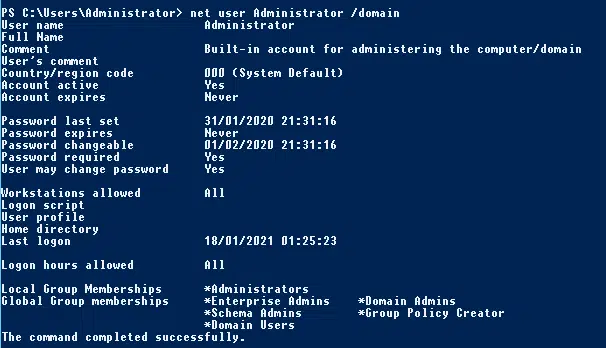 PS C:\Users\Administrator> net user Administrator /domain
User name Administrator
Full Name
Comment Built-in account for administering the computer/domain
User's comment
Country/region code 000 (System Default)
Account active Yes
Account expires Never
Password last set 31/01/2020 21:31:16
Password expires Never
Password changeable 01/02/2020 21:31:16
Password required Yes
User may change password Yes
Workstations allowed All
Logon script
User profile
Home directory
Last logon 18/01/2021 01:25:23
Logon hours allowed All
Local Group Memberships *Administrators
Global Group memberships *Enterprise Admins *Domain Admins
*Schema Admins *Group Policy Creator
*Domain Users
The command completed successfully.